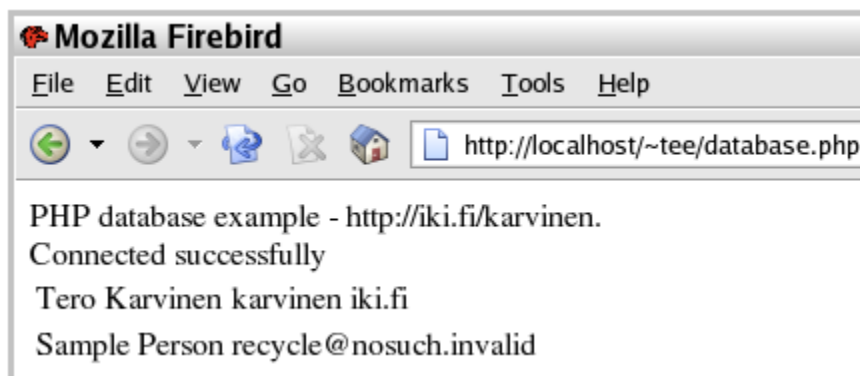 Mozilla Firebird
File Edit View Go Bookmarks Tools Help
http://localhost/~tee/database.php
PHP database example - http://iki.fi/karvinen.
Connected successfully
Tero Karvinen karvinen iki.fi
Sample Person recycle@nosuch.invalid